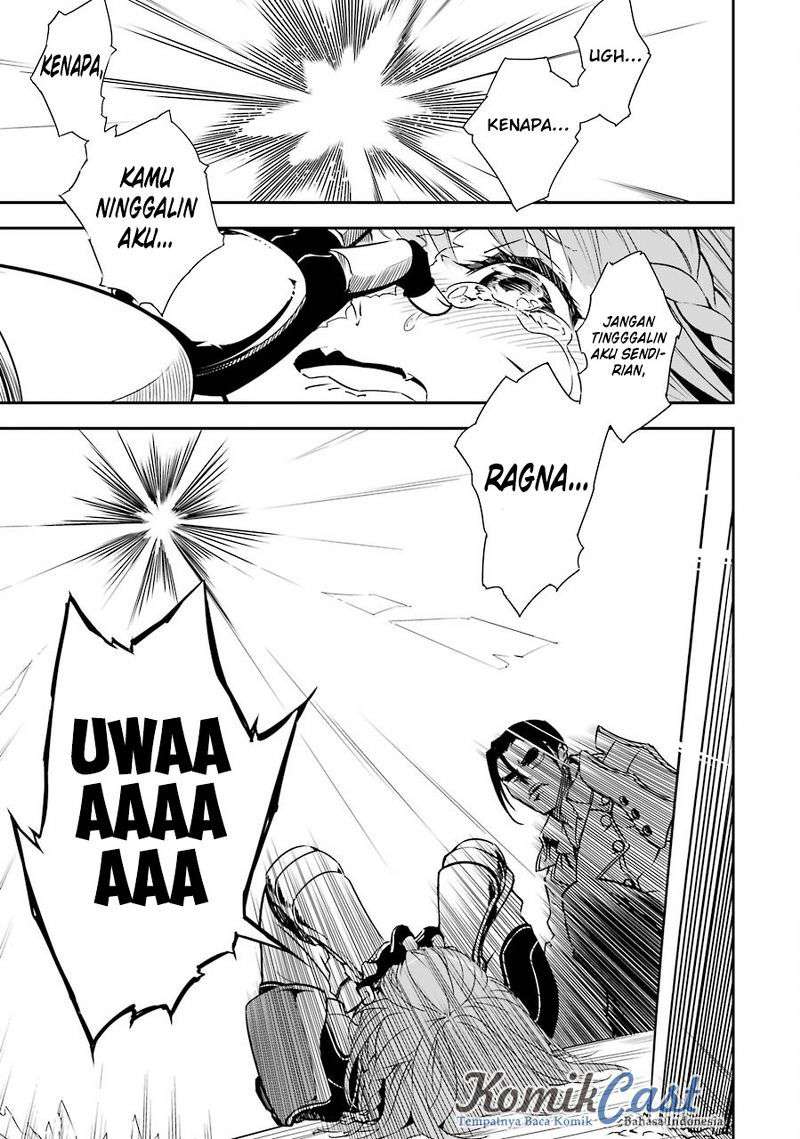 UGH...
KENAPA...
KENAPA,
KAMU
NINGGALIN
AKU...
JANGAN
TINGGGALIN
AKU SENDI-
RIAN,
RAGNA...
UWAA
AAAA
AAA
KomikCast
Tempatnya Baca Komik Bahasa Indonesia